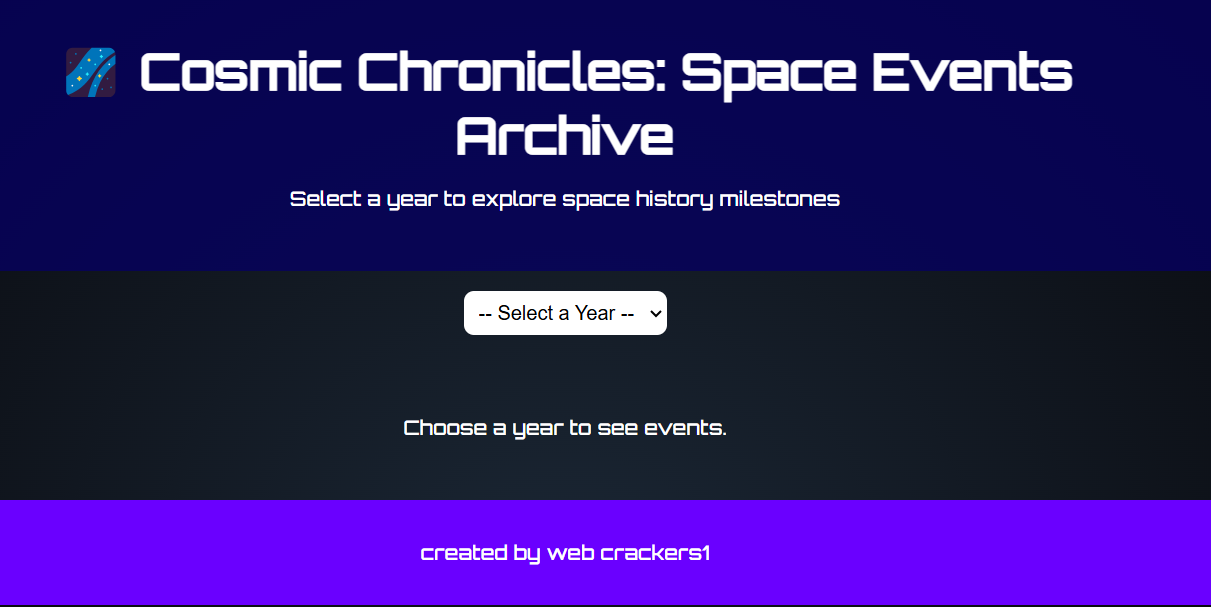 Cosmic Chronicles: Space Events
Archive
Select a year to explore space history milestones
-- Select a Year --
Choose a year to see events.
created by web crackers1